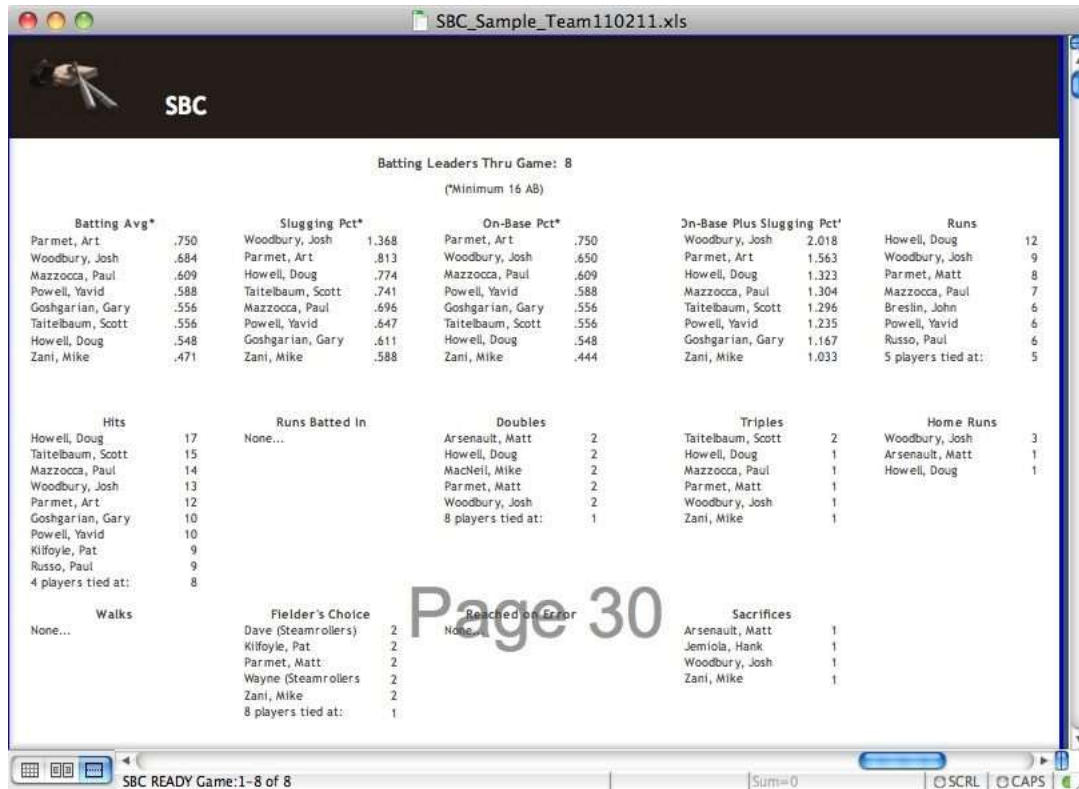 SBC_Sample_Team110211.xls
SBC
Batting Leaders Thru Game: 8
(*Minimum 16 AB)
Batting Avg*
Parmet, Art .750
Woodbury, Josh .684
Mazzocca, Paul .609
Powell, Yavid .588
Goshgarian, Gary .556
Taitelbaum, Scott .556
Howell, Doug .548
Zani, Mike .471
Slugging Pct*
Woodbury, Josh 1.368
Parmet, Art .813
Howell, Doug .774
Taitelbaum, Scott .741
Mazzocca, Paul .696
Powell, Yavid .647
Goshgarian, Gary .611
Zani, Mike .588
On-Base Pct*
Parmet, Art .750
Woodbury, Josh .650
Mazzocca, Paul .609
Powell, Yavid .588
Goshgarian, Gary .556
Taitelbaum, Scott .556
Howell, Doug .548
Zani, Mike .444
On-Base Plus Slugging Pct*
Woodbury, Josh 2.018
Parmet, Art 1.563
Howell, Doug 1.323
Mazzocca, Paul 1.304
Taitelbaum, Scott 1.296
Powell, Yavid 1.235
Goshgarian, Gary 1.167
Zani, Mike 1.033
Runs
Howell, Doug 12
Woodbury, Josh 9
Parmet, Matt 8
Mazzocca, Paul 7
Breslin, John 6
Powell, Yavid 6
Russo, Paul 6
5 players tied at: 5
Hits
Howell, Doug 17
Taitelbaum, Scott 15
Mazzocca, Paul 14
Woodbury, Josh 13
Parmet, Art 12
Goshgarian, Gary 10
Powell, Yavid 10
Kilfoyle, Pat 9
Russo, Paul 9
4 players tied at: 8
Runs Batted In
None...
Doubles
Arsenault, Matt 2
Howell, Doug 2
MacNeil, Mike 2
Parmet, Matt 2
Woodbury, Josh 2
8 players tied at: 1
Triples
Taitelbaum, Scott 2
Howell, Doug 1
Mazzocca, Paul 1
Parmet, Matt 1
Woodbury, Josh 1
Zani, Mike 1
Home Runs
Woodbury, Josh 3
Arsenault, Matt 1
Howell, Doug 1
Walks
None...
Fielder's Choice
Dave (Steamrollers) 2
Kilfoyle, Pat 2
Parmet, Matt 2
Wayne (Steamrollers 2
Zani, Mike 2
8 players tied at: 1
Page 30
Reached on Error
None...
Sacrifices
Arsenault, Matt 1
Jemiola, Hank 1
Woodbury, Josh 1
Zani, Mike 1
SBC READY Game:1-8 of 8
Sum=0
SCRL
CAPS